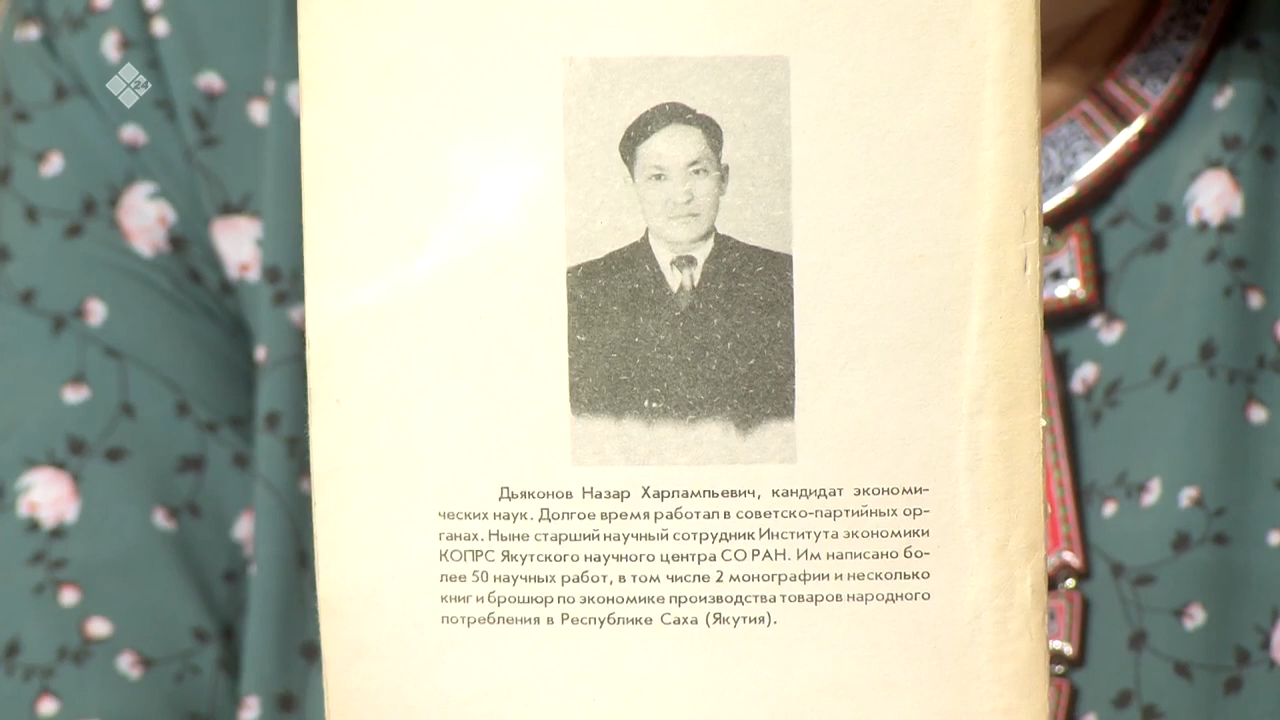 24
Дьяконов Назар Харлампьевич, кандидат экономи-
ческих наук. Долгое время работал в советско-партийных ор-
ганах. Ныне старший научный сотрудник Института экономики
КОПРС Якутского научного центра СО РАН. Им написано бо-
лее 50 научных работ, в том числе 2 монографии и несколько
книг и брошюр по экономике производства товаров народного
потребления в Республике Саха (Якутия).